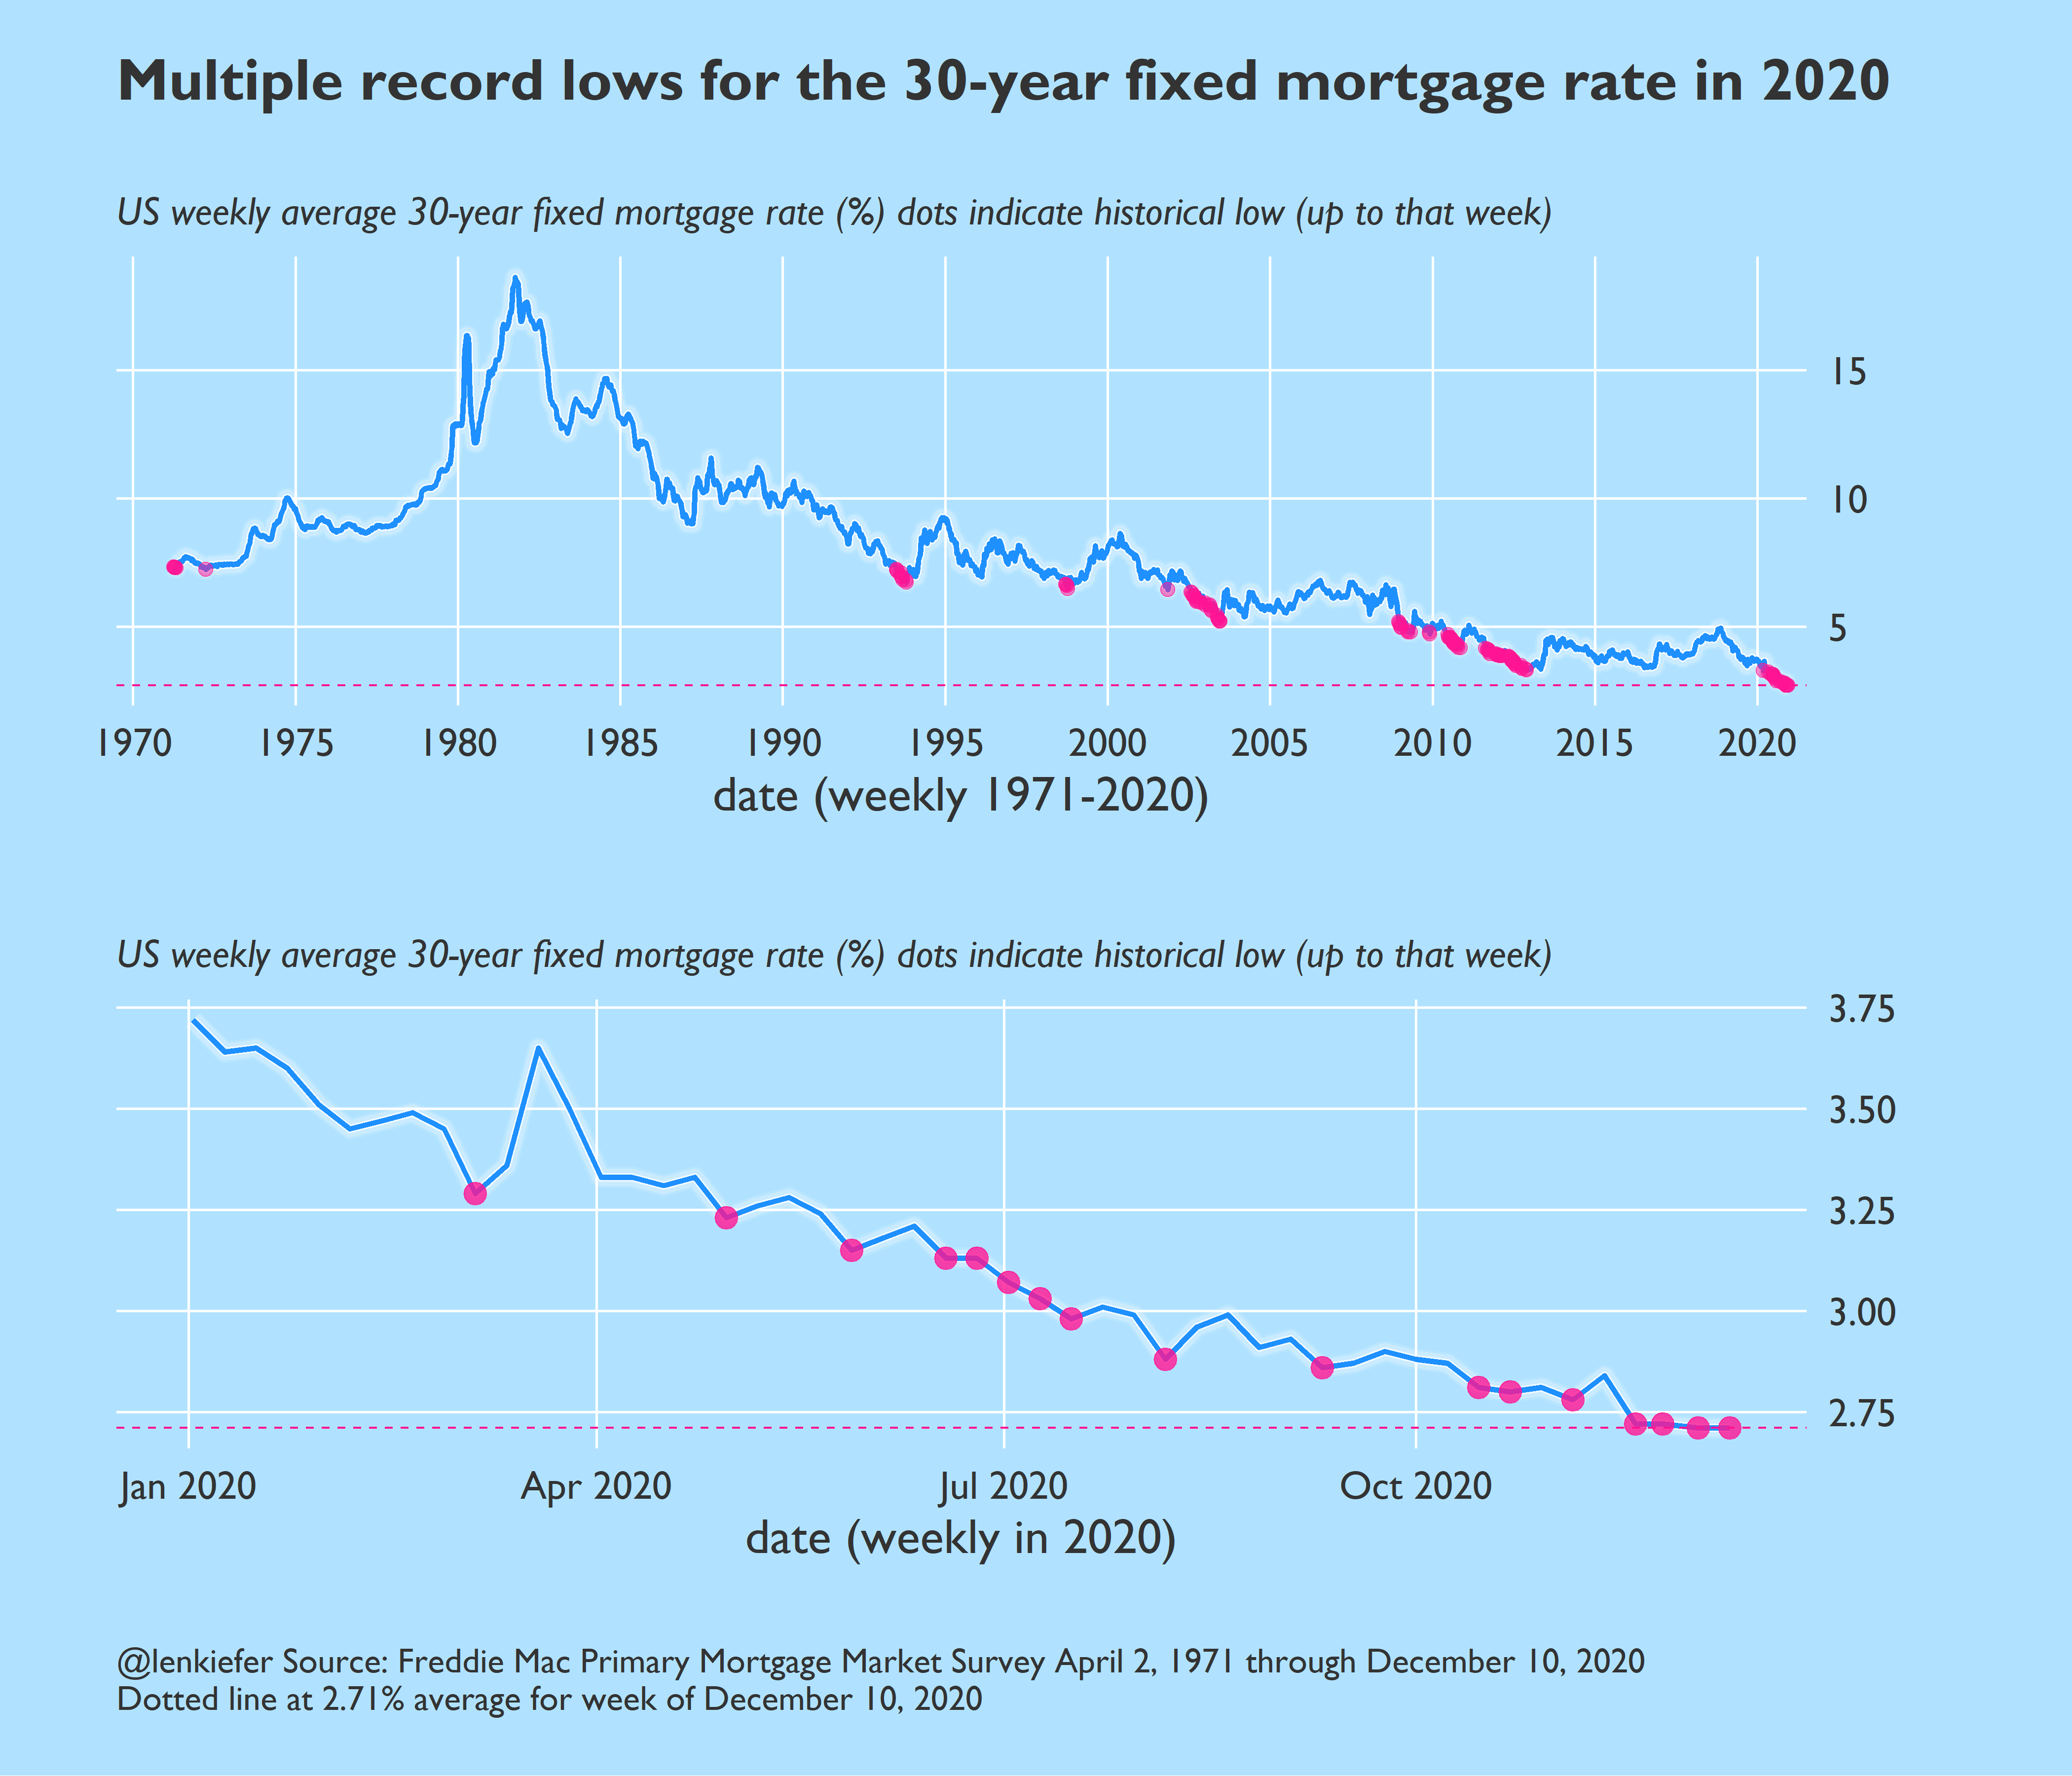 Multiple record lows for the 30-year fixed mortgage rate in 2020
US weekly average 30-year fixed mortgage rate (%) dots indicate historical low (up to that week)
15
10
5
1970 1975 1980 1985 1990 1995 2000 2005 2010 2015 2020
date (weekly 1971-2020)
US weekly average 30-year fixed mortgage rate (%) dots indicate historical low (up to that week)
3.75
3.50
3.25
3.00
2.75
Jan 2020 Apr 2020 Jul 2020 Oct 2020
date (weekly in 2020)
@lenkiefer Source: Freddie Mac Primary Mortgage Market Survey April 2, 1971 through December 10, 2020
Dotted line at 2.71% average for week of December 10, 2020